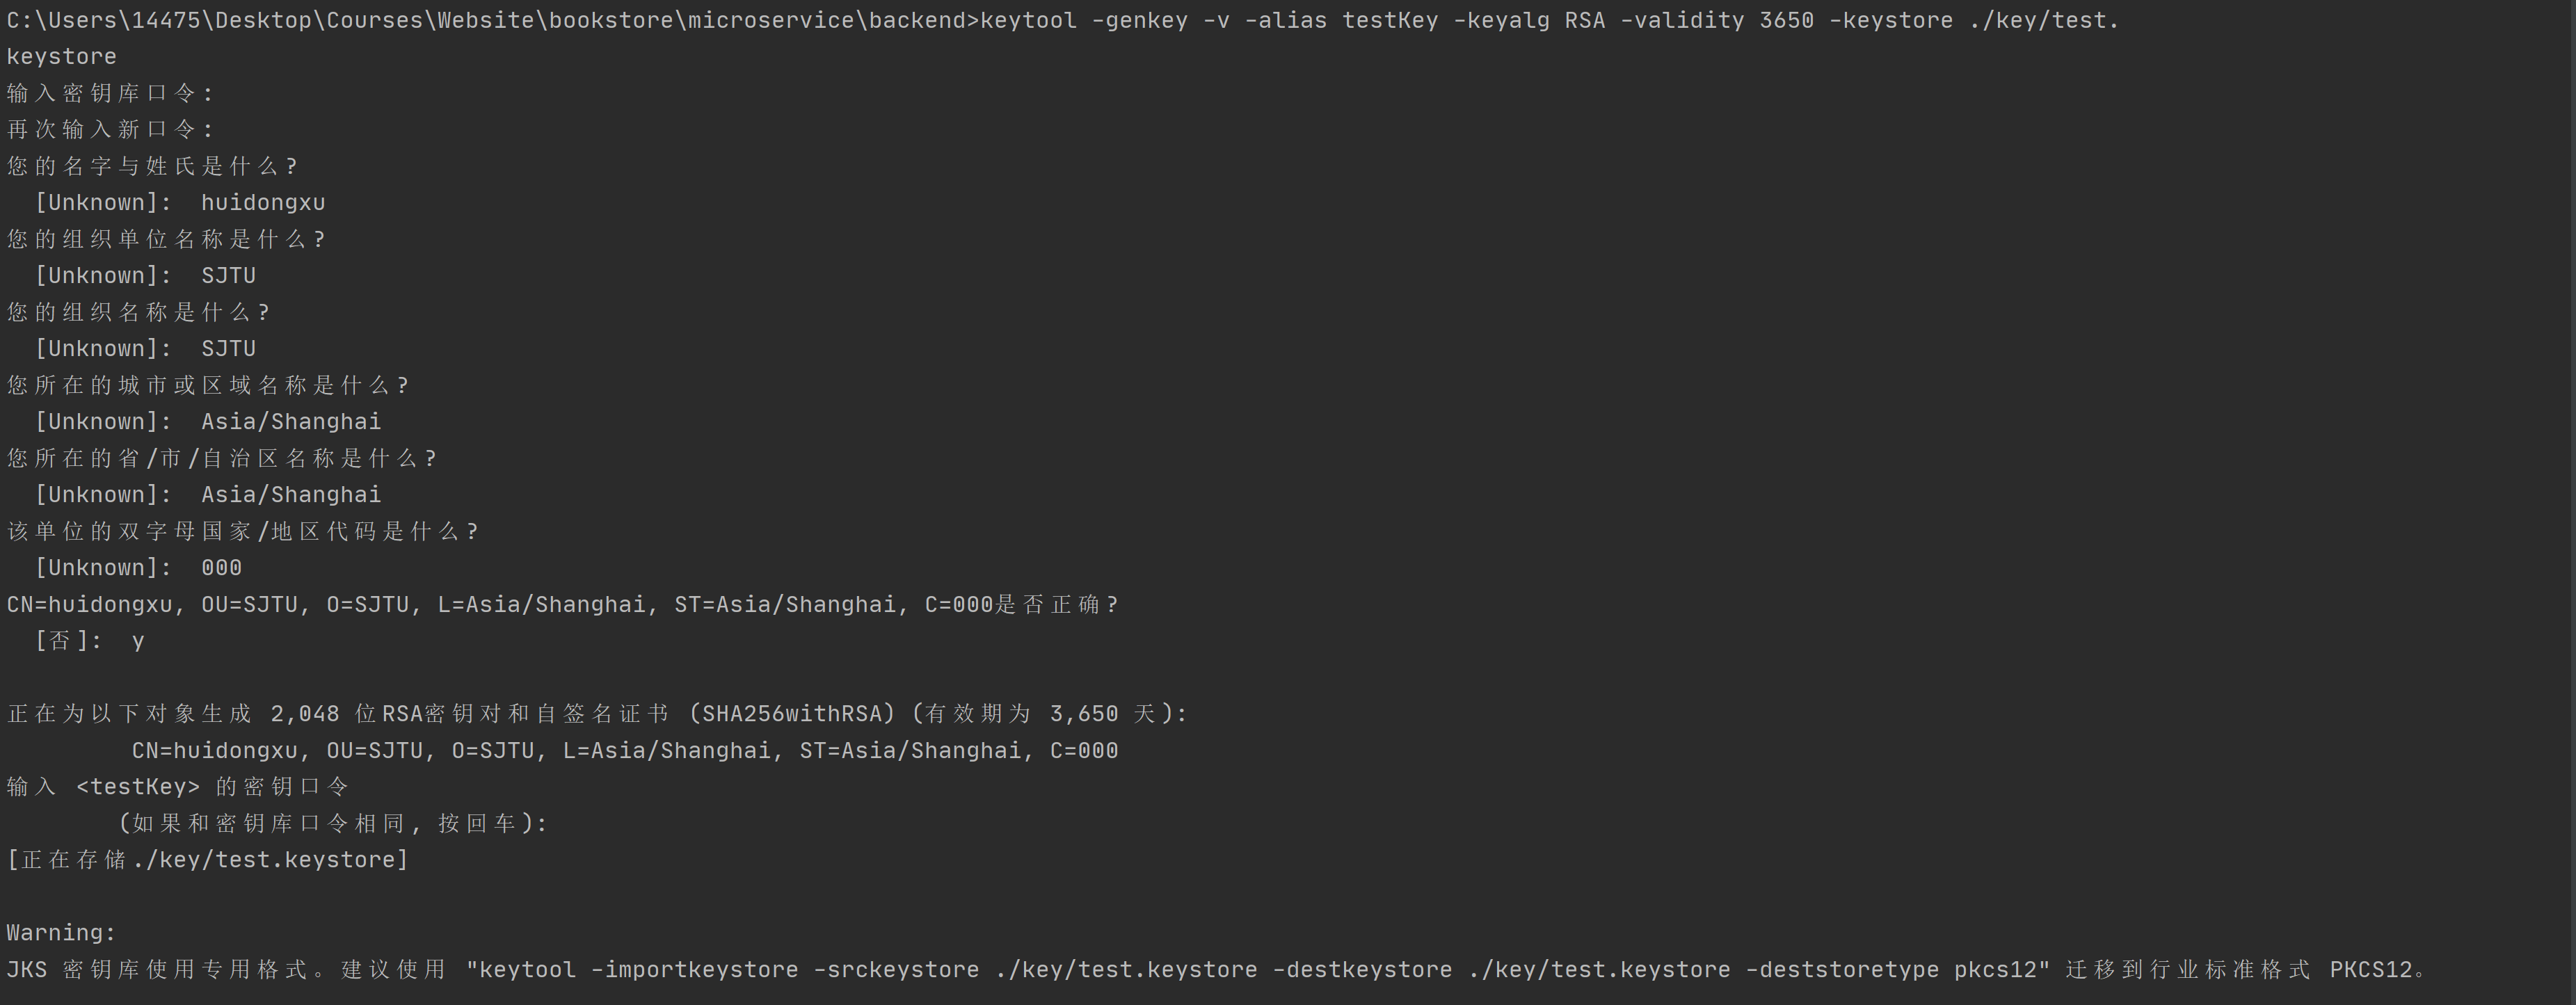 C:\Users\14475\Desktop\Courses\Website\bookstore\microservice\backend>keytool -genkey -v -alias testKey -keyalg RSA -validity 3650 -keystore ./key/test.
keystore
输入密钥库口令:
再次输入新口令:
您的名字与姓氏是什么?
  [Unknown]:  huidongxu
您的组织单位名称是什么?
  [Unknown]:  SJTU
您的组织名称是什么?
  [Unknown]:  SJTU
您所在的城市或区域名称是什么?
  [Unknown]:  Asia/Shanghai
您所在的省/市/自治区名称是什么?
  [Unknown]:  Asia/Shanghai
该单位的双字母国家/地区代码是什么?
  [Unknown]:  000
CN=huidongxu, OU=SJTU, O=SJTU, L=Asia/Shanghai, ST=Asia/Shanghai, C=000是否正确?
  [否]:  y
正在为以下对象生成 2,048 位RSA密钥对和自签名证书 (SHA256withRSA) (有效期为 3,650 天):
         CN=huidongxu, OU=SJTU, O=SJTU, L=Asia/Shanghai, ST=Asia/Shanghai, C=000
输入 <testKey> 的密钥口令
        (如果和密钥库口令相同, 按回车):
[正在存储./key/test.keystore]
Warning:
JKS 密钥库使用专用格式。建议使用 "keytool -importkeystore -srckeystore ./key/test.keystore -destkeystore ./key/test.keystore -deststoretype pkcs12" 迁移到行业标准格式 PKCS12。